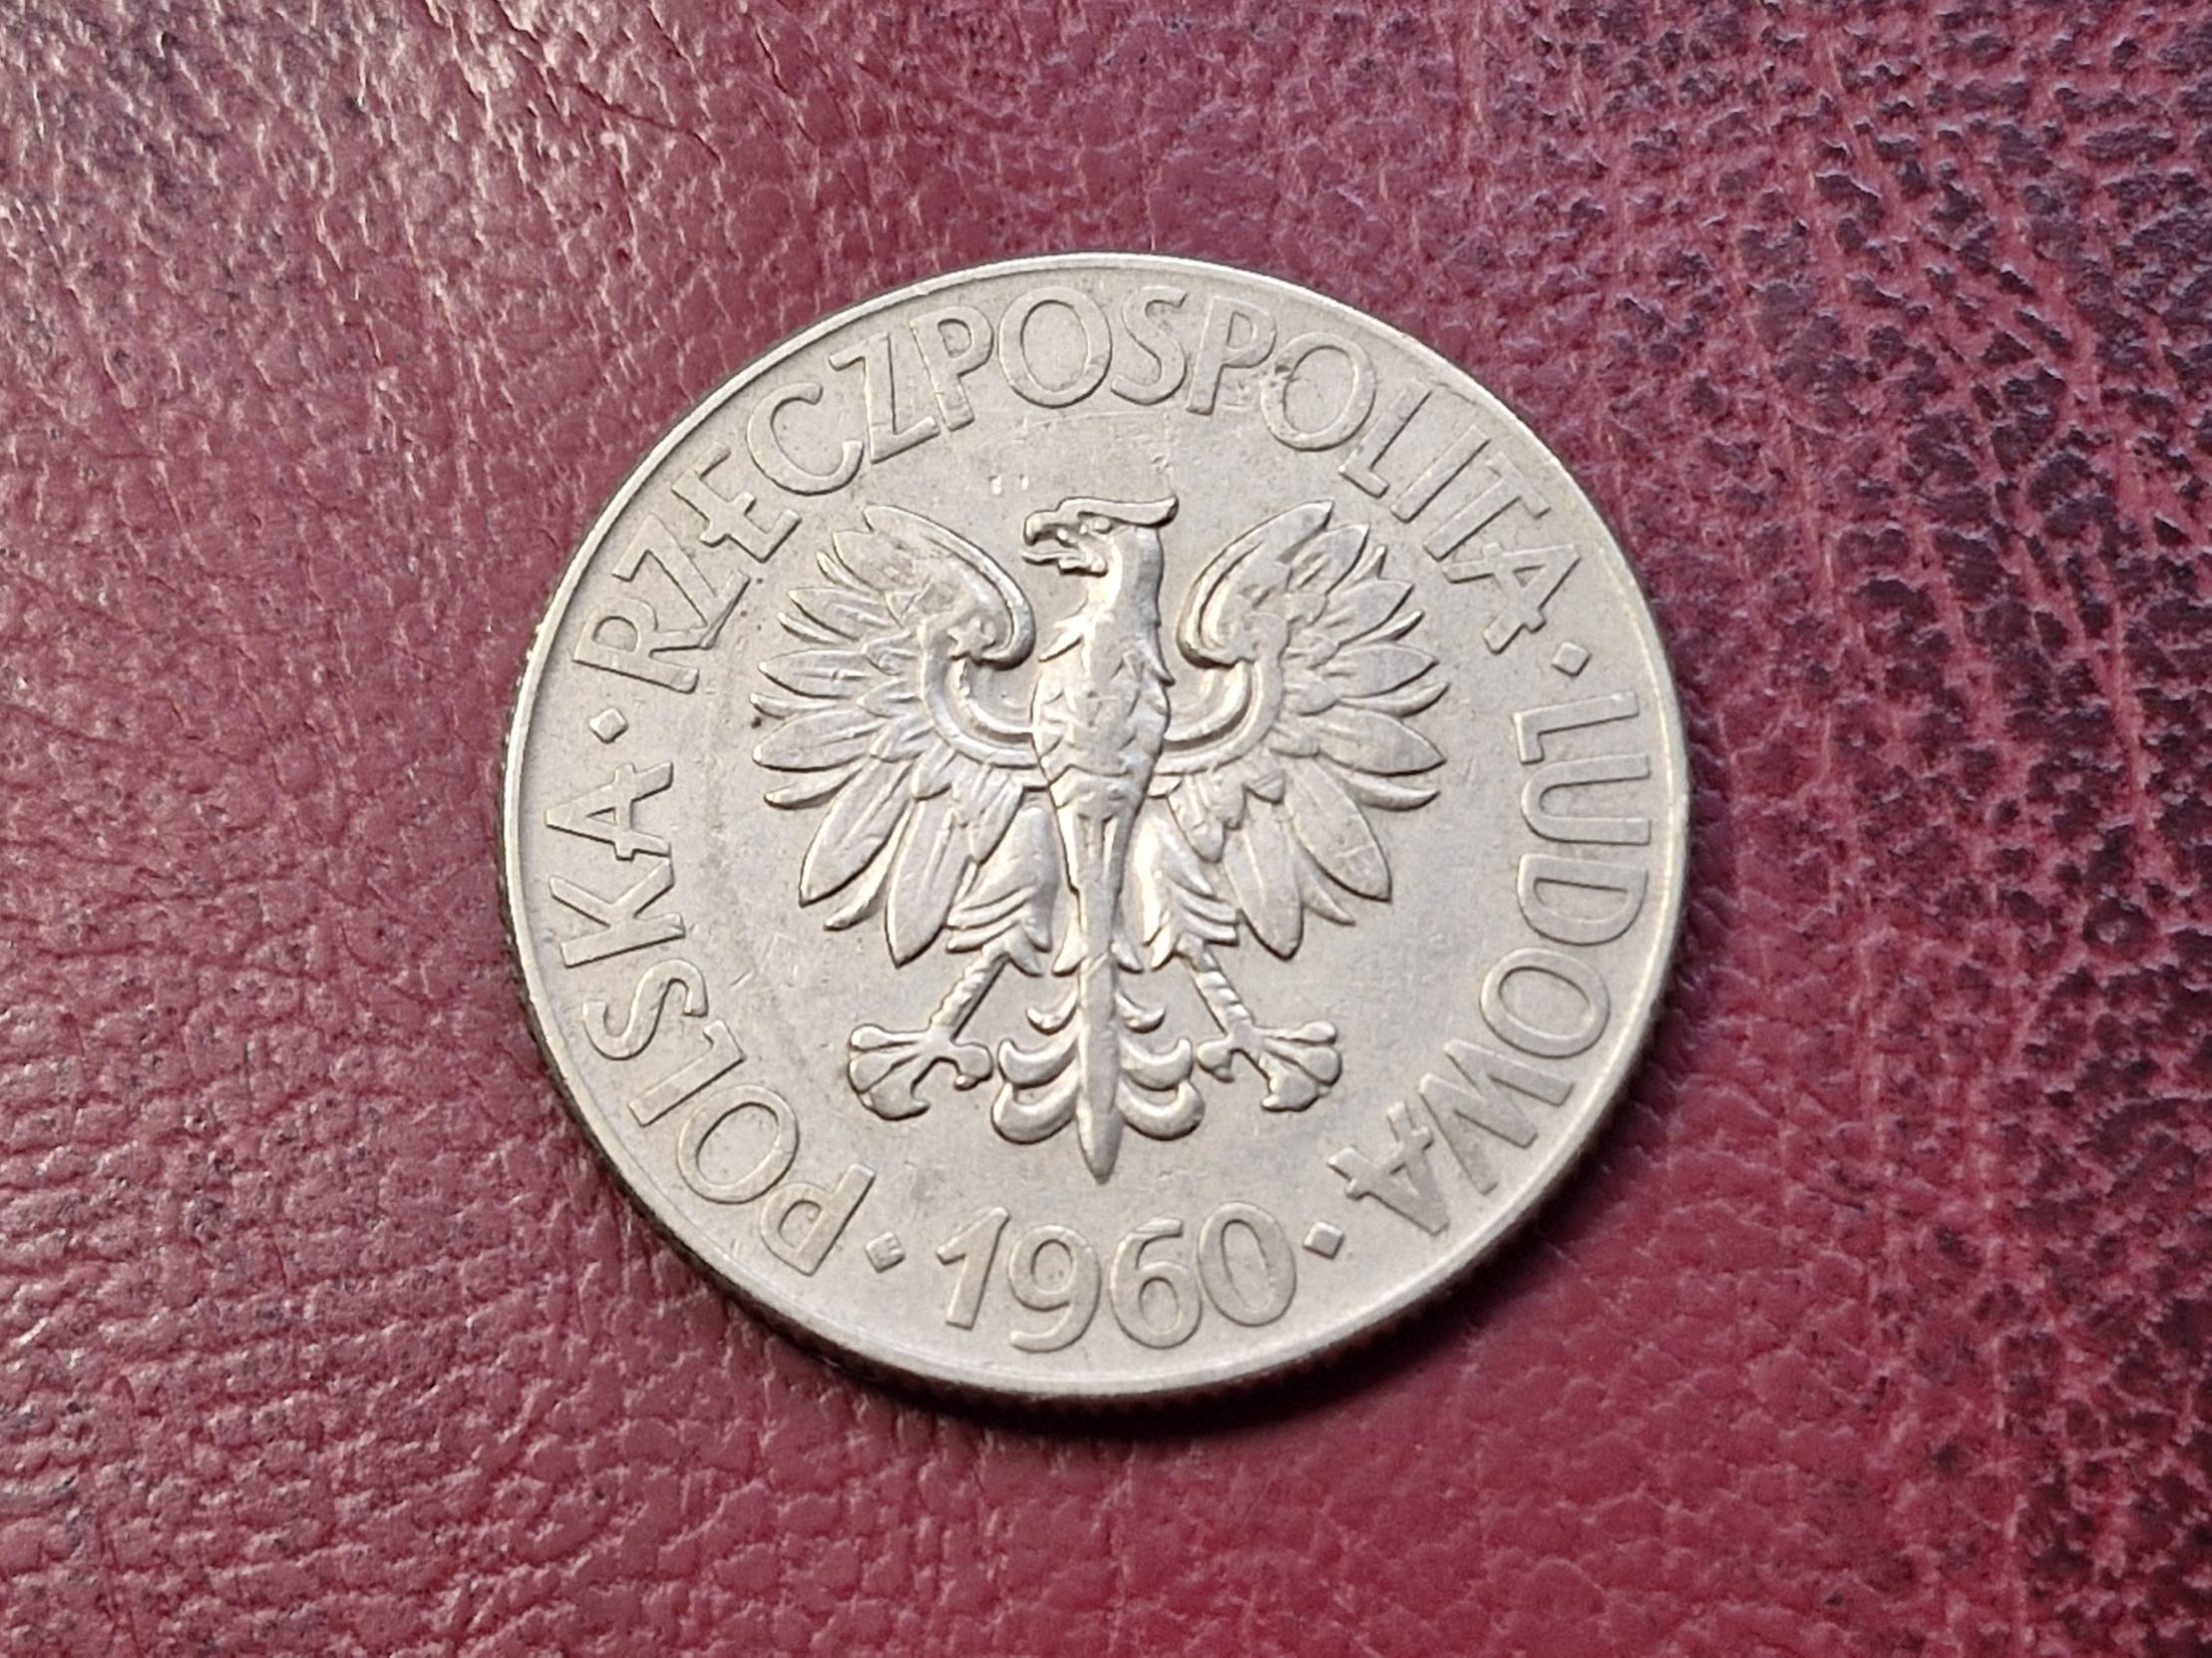 POLSKA · RZECZPOSPOLITA · LUDOWA
· 1960 ·